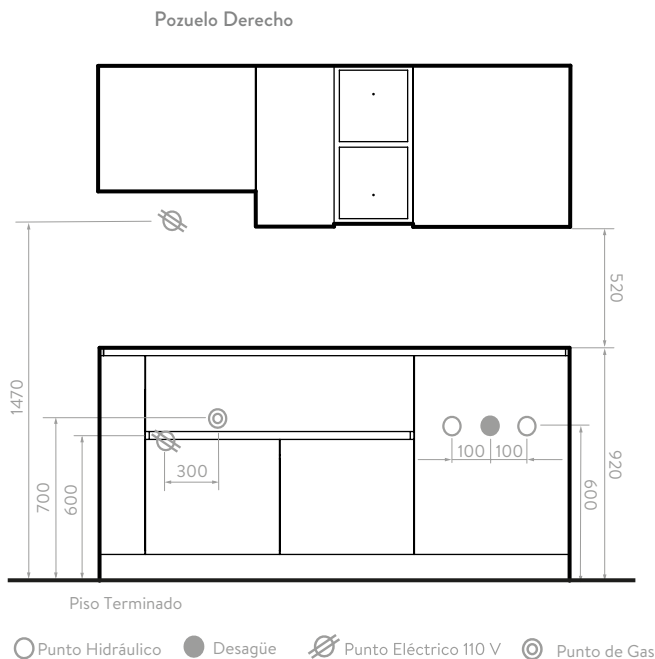 Pozuelo Derecho
520
1470
700
600
300
100 100
600
920
Piso Terminado
Punto Hidráulico Desagüe Punto Eléctrico 110 V Punto de Gas